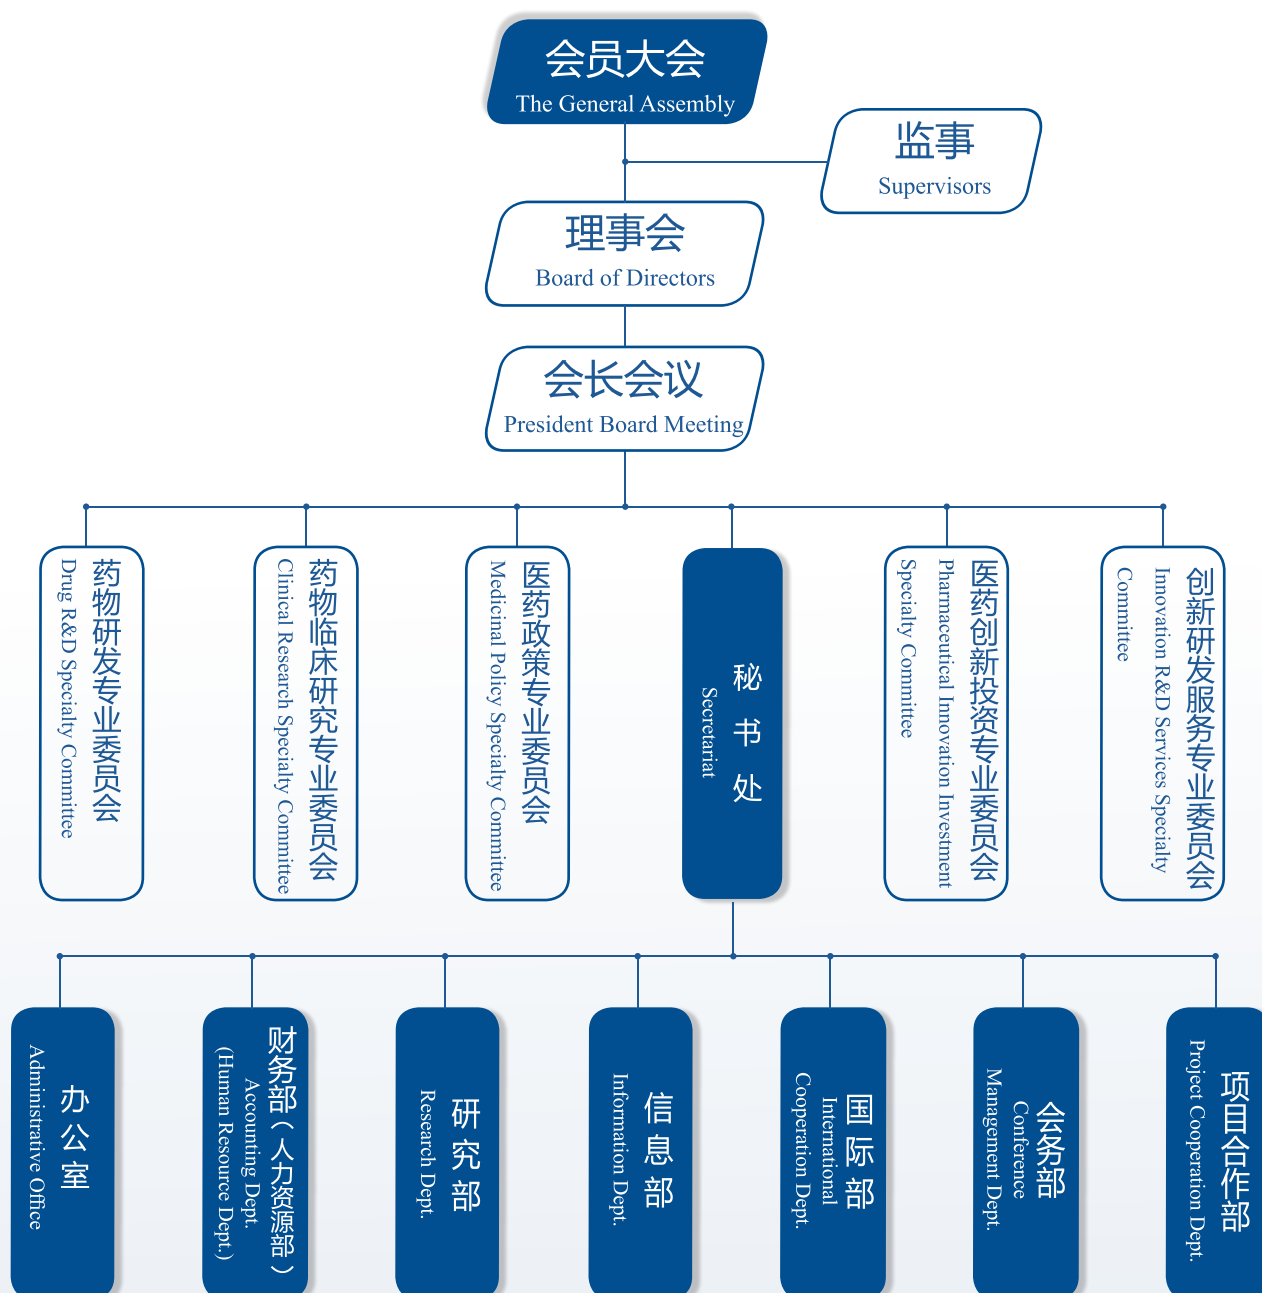 会员大会
The General Assembly
监事
Supervisors
理事会
Board of Directors
会长会议
President Board Meeting
药物研发专业委员会
Drug R&D Specialty Committee
药物临床研究专业委员会
Clinical Research Specialty Committee
医药政策专业委员会
Medicinal Policy Specialty Committee
秘书处
Secretariat
医药创新投资专业委员会
Pharmaceutical Innovation Investment
Specialty Committee
创新研发服务专业委员会
Innovation R&D Services Specialty
Committee
办公室
Administrative Office
财务部（人力资源部）
Accounting Dept.
(Human Resource Dept.)
研究部
Research Dept.
信息部
Information Dept.
国际部
International
Cooperation Dept.
会务部
Conference
Management Dept.
项目合作部
Project Cooperation Dept.